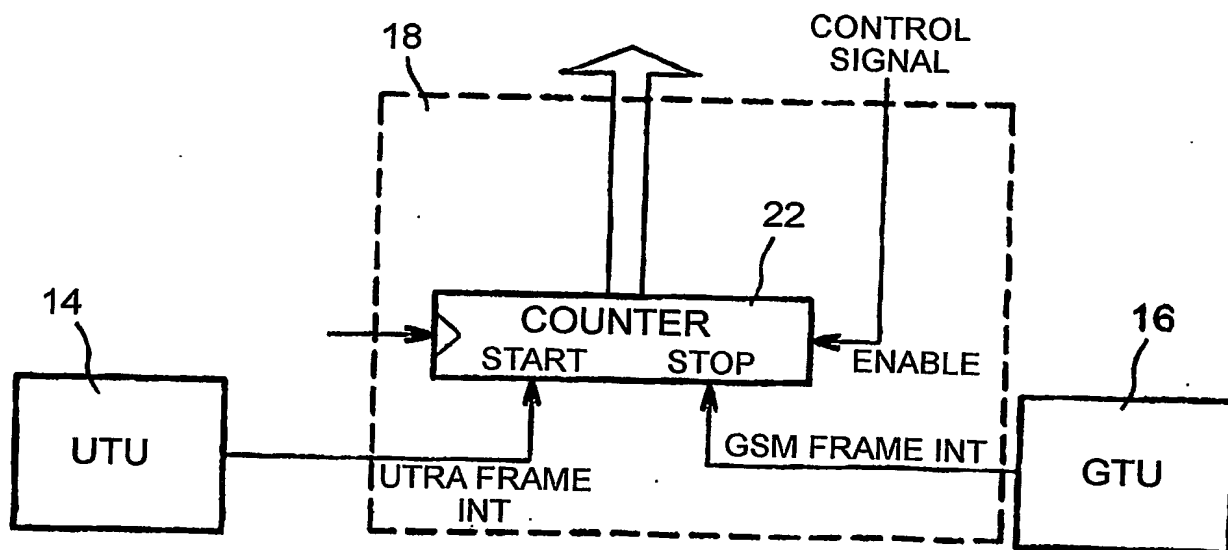 18
CONTROL
SIGNAL
22
14
COUNTER
16
START
STOP
ENABLE
UTU
GSM FRAME INT
GTU
UTRA FRAME
INT